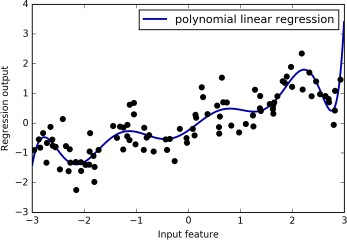 polynomial linear regression
4
3
2
1
0
−1
−2
−3
−3 −2 −1 0 1 2 3
Regression output
Input feature